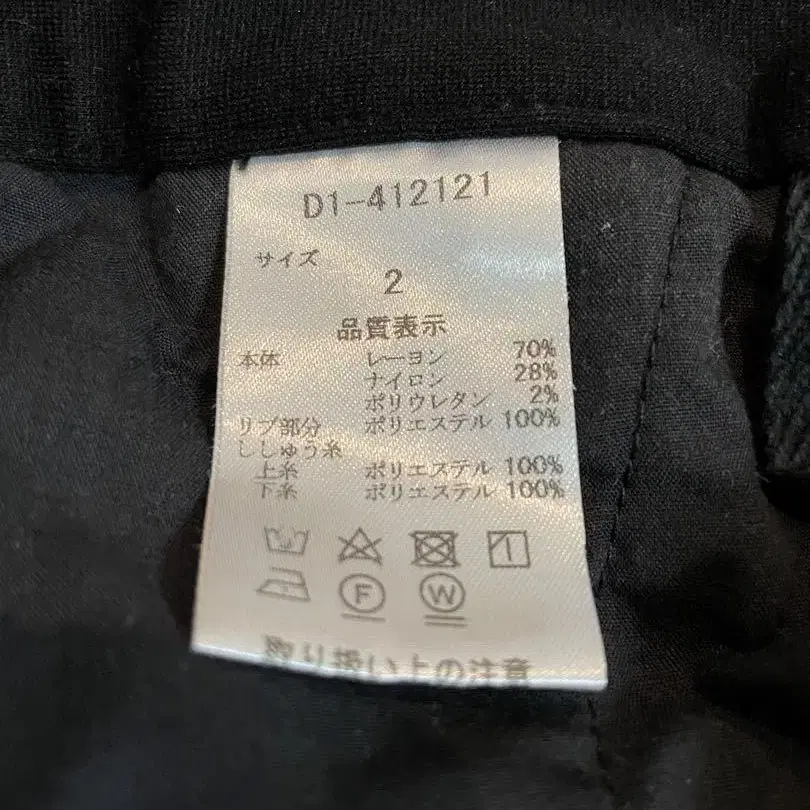 D1-412121
サイズ
2
品質表示
本体 レーヨン 70%
ナイロン 28%
ポリウレタン 2%
リブ部分 ポリエステル 100%
ししゅう糸
上糸 ポリエステル 100%
下糸 ポリエステル 100%
F W
取り扱い上の注意